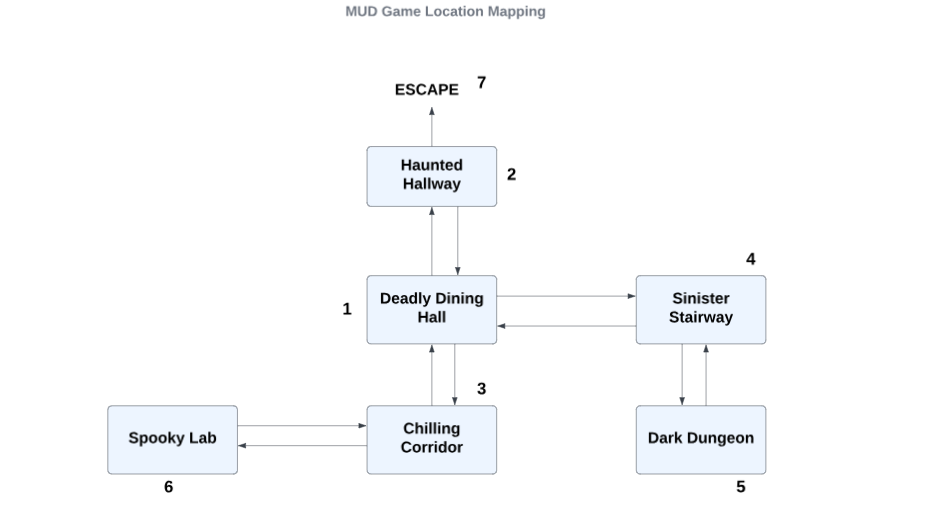 MUD Game Location Mapping
ESCAPE 7
Haunted
Hallway
2
4
Deadly Dining
Hall
1
Sinister
Stairway
3
Spooky Lab
Chilling
Corridor
Dark Dungeon
6
5